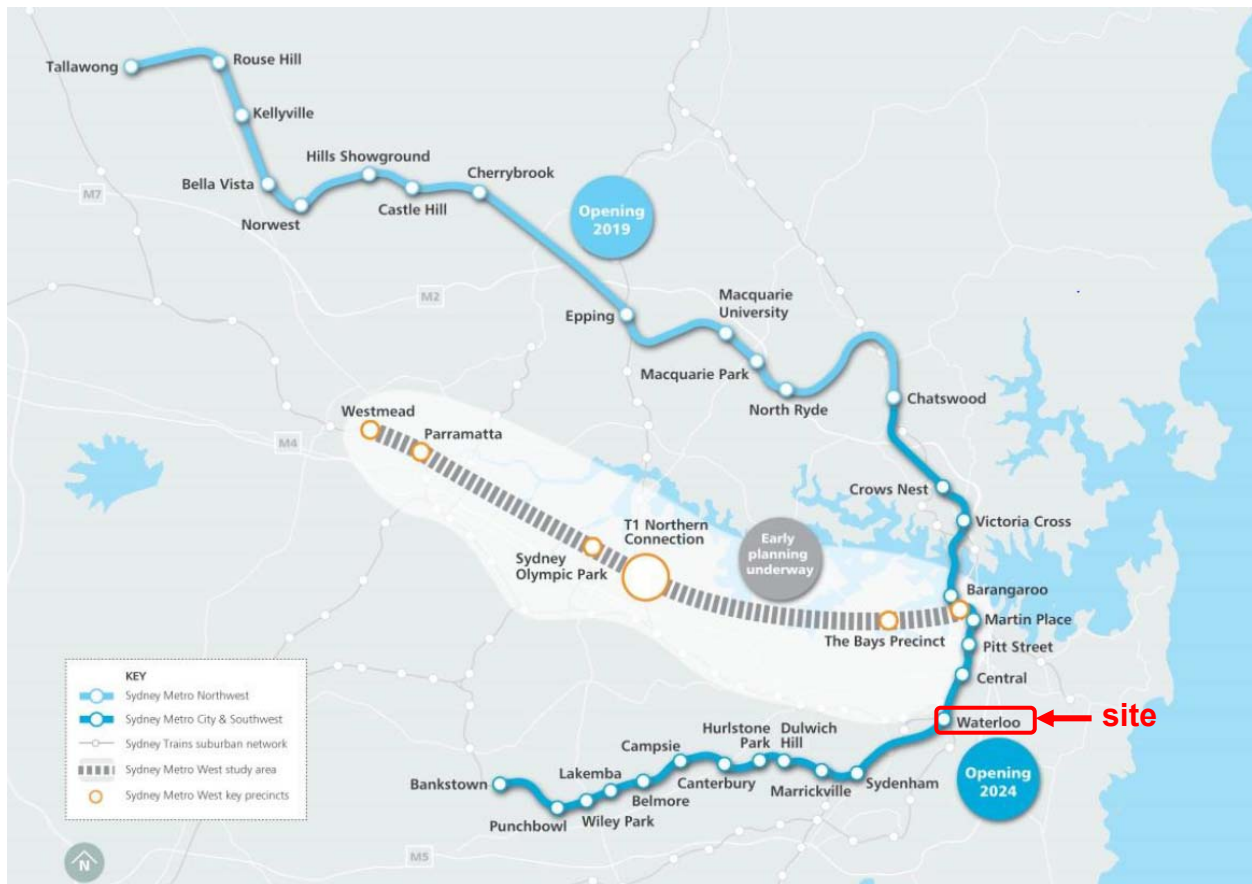 Tallawong
Rouse Hill
Kellyville
Bella Vista
Norwest
Hills Showground
Castle Hill
Cherrybrook
Opening
2019
M7
M2
Epping
Macquarie
University
Macquarie Park
North Ryde
Chatswood
Westmead
Parramatta
M4
Crows Nest
Victoria Cross
T1 Northern
Connection
Sydney
Olympic Park
Early
planning
underway
Barangaroo
Martin Place
The Bays Precinct
Pitt Street
Central
Waterloo
site
Opening
2024
Bankstown
Punchbowl
Wiley Park
Lakemba
Belmore
Campsie
Canterbury
Hurlstone
Park
Dulwich
Hill
Marrickville
Sydenham
M5
KEY
Sydney Metro Northwest
Sydney Metro City & Southwest
Sydney Trains suburban network
Sydney Metro West study area
Sydney Metro West key precincts
N